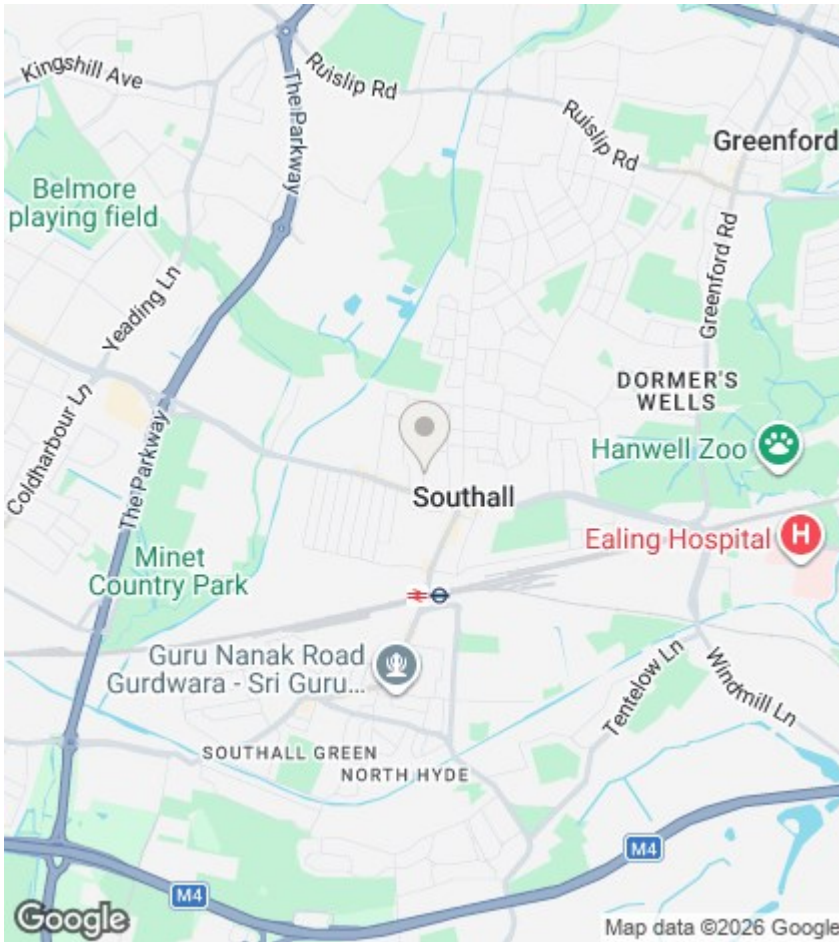 Kingshill Ave
Ruislip Rd
The Parkway
Ruislip Rd
Greenford
Belmore
playing field
Greenford Rd
Yeading Ln
DORMER'S
WELLS
Coldharbour Ln
The Parkway
Hanwell Zoo
Southall
Ealing Hospital
H
Minet
Country Park
Guru Nanak Road
Gurdwara - Sri Guru...
Tentelow Ln
Windmill Ln
SOUTHALL GREEN
NORTH HYDE
M4
M4
Google
Map data ©2026 Google